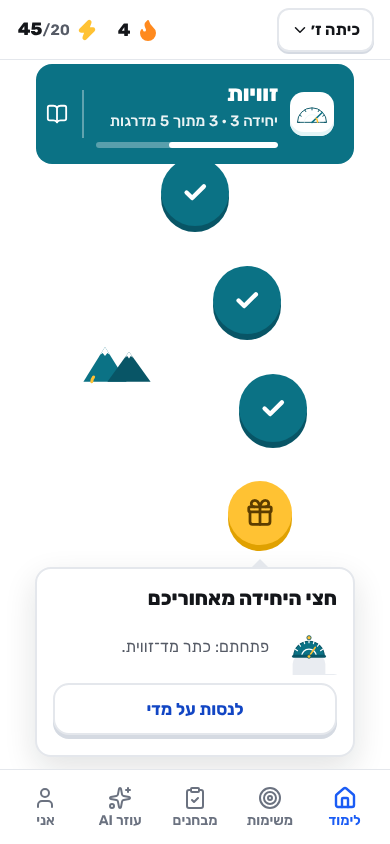 כיתה ז׳
4
45/20
זוויות
יחידה 3 • 3 מתוך 5 מדרגות
חצי היחידה מאחוריכם
פתחתם: כתר מד־זווית.
לנסות על מדי
לימוד
משימות
מבחנים
עוזר AI
אני